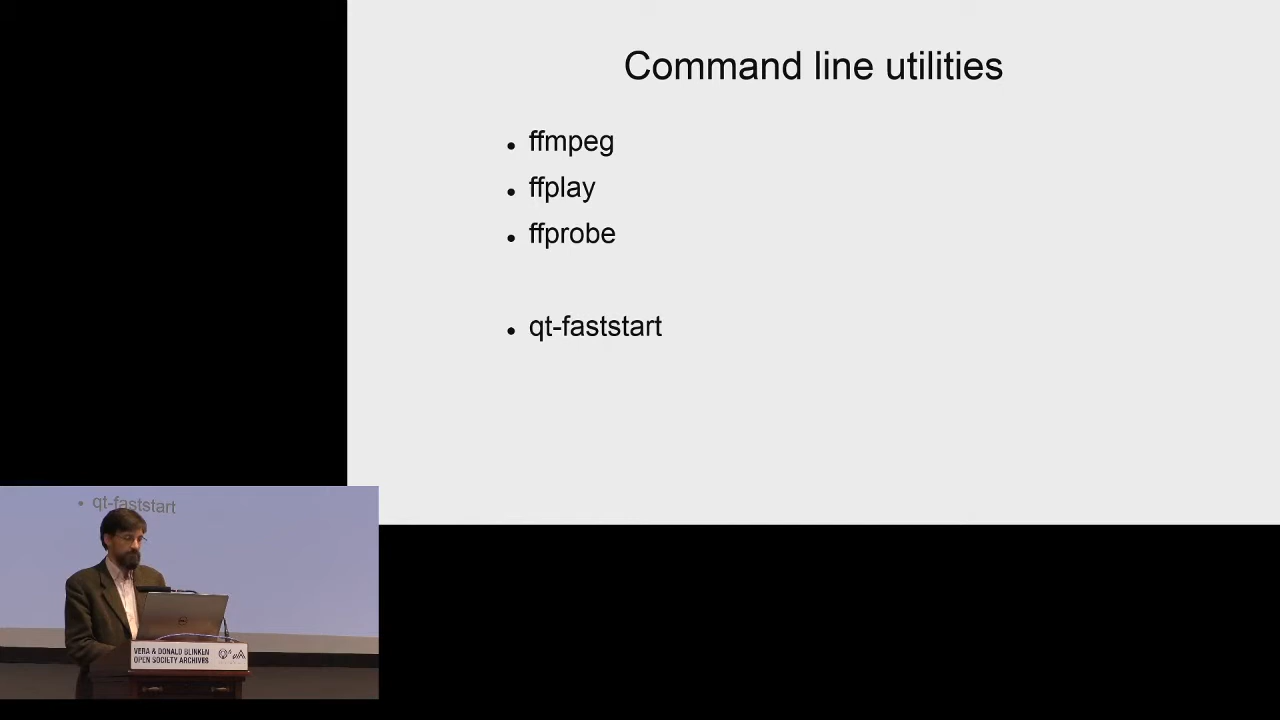 Command line utilities
• ffmpeg
• ffplay
• ffprobe
• qt-faststart
• qt-faststart
VERA & DONALD BLINKEN
OPEN SOCIETY ARCHIVES